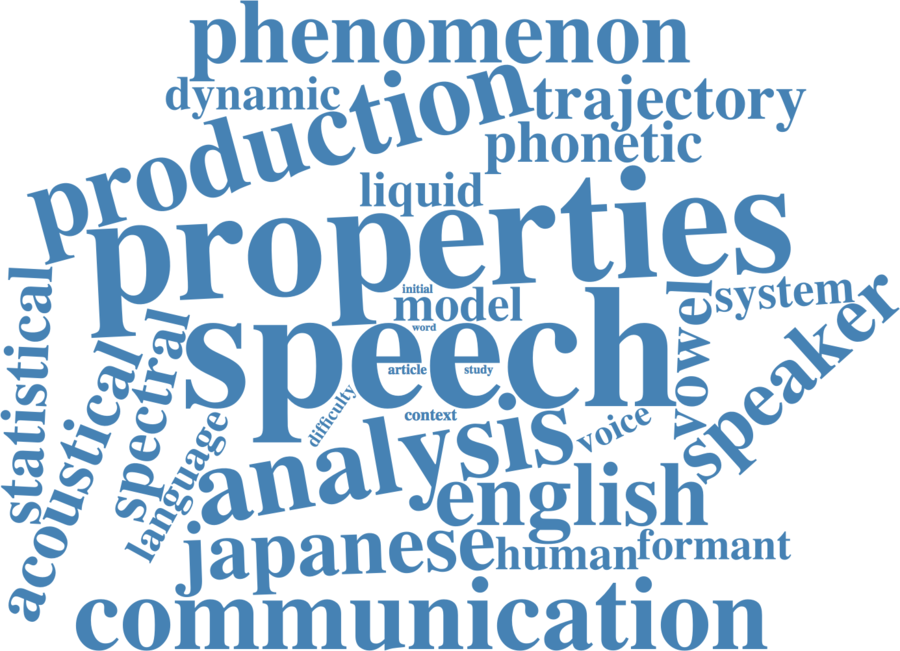 phenomenon
dynamic
production
trajectory
phonetic
liquid
properties
initial
model
system
speech
word
vowel
speaker
statistical
acoustical
spectral
article
study
difficulty
context
voice
language
analysis
english
japanese
human
formant
communication